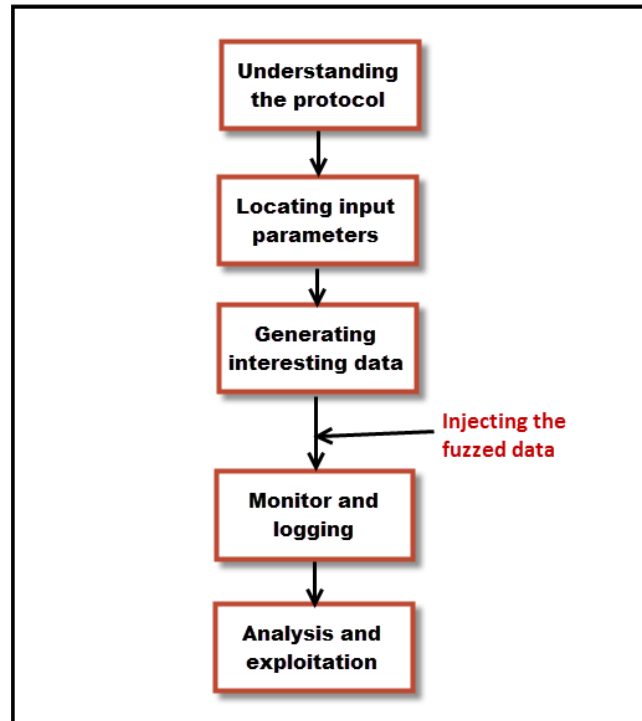 Understanding
the protocol
Locating input
parameters
Generating
interesting data
Injecting the
fuzzed data
Monitor and
logging
Analysis and
exploitation